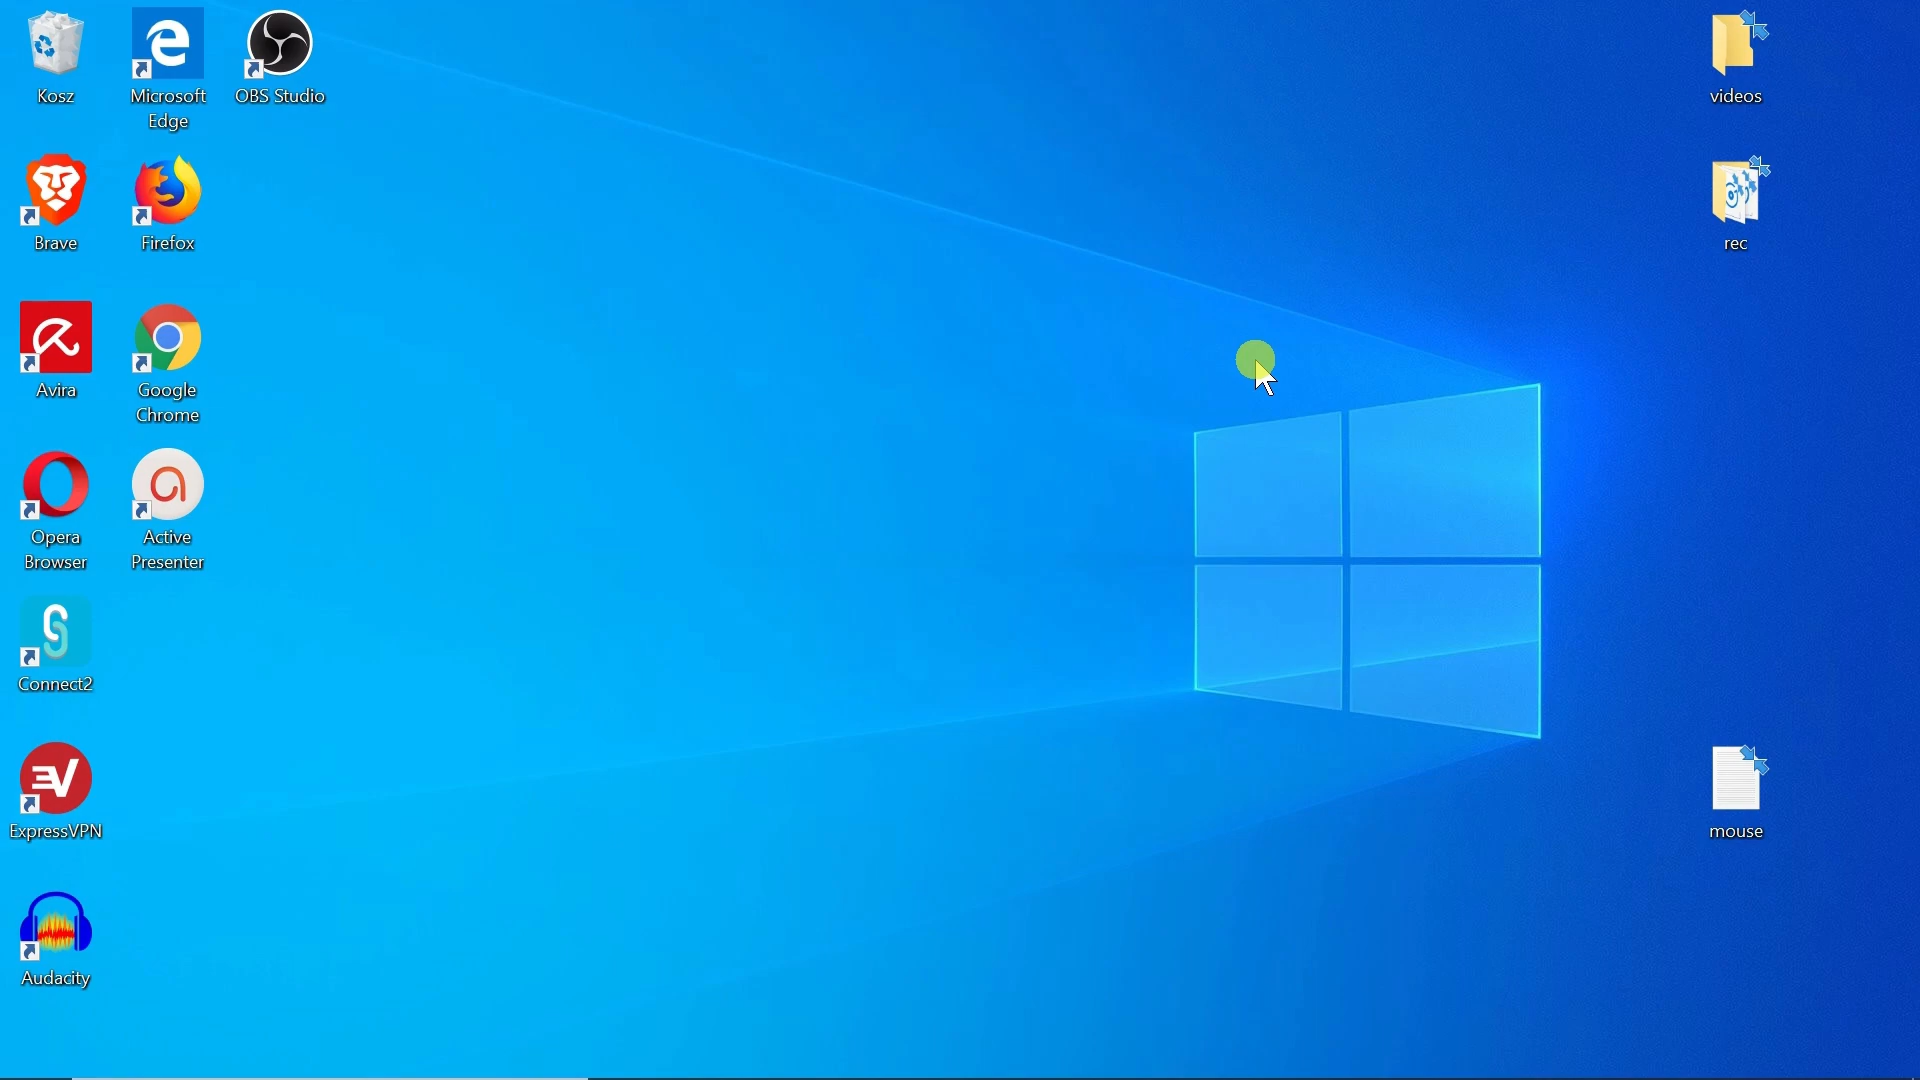 Kosz
Microsoft
Edge
OBS Studio
videos
Brave
Firefox
rec
Avira
Google
Chrome
Opera
Browser
Active
Presenter
Connect2
ExpressVPN
mouse
Audacity